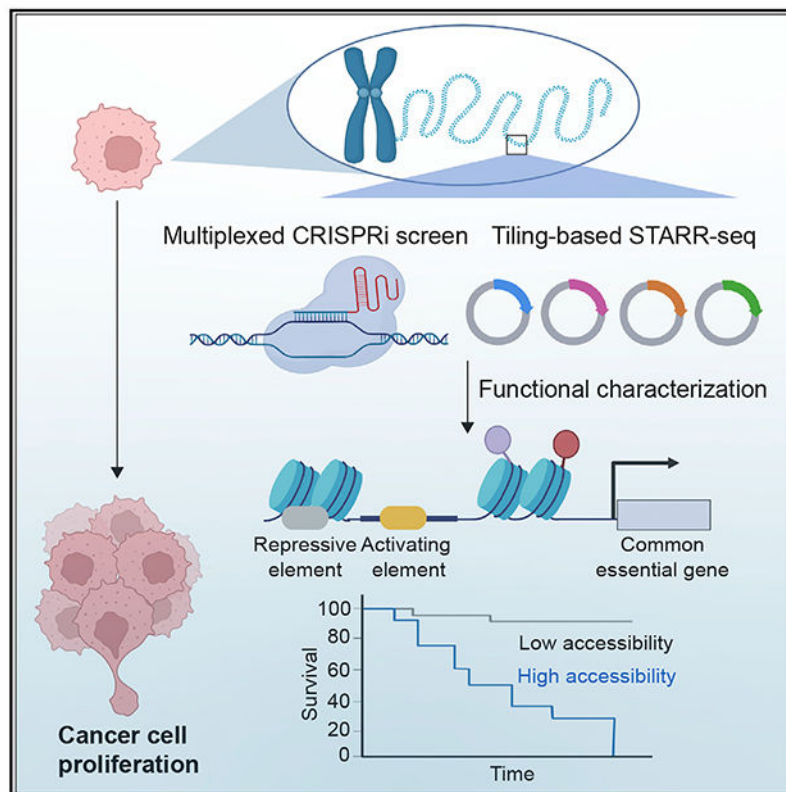 Multiplexed CRISPRi screen
Tiling-based STARR-seq
Functional characterization
Repressive
element
Activating
element
Common
essential gene
Cancer cell
proliferation
Survival
100
80
60
40
20
0
Low accessibility
High accessibility
Time